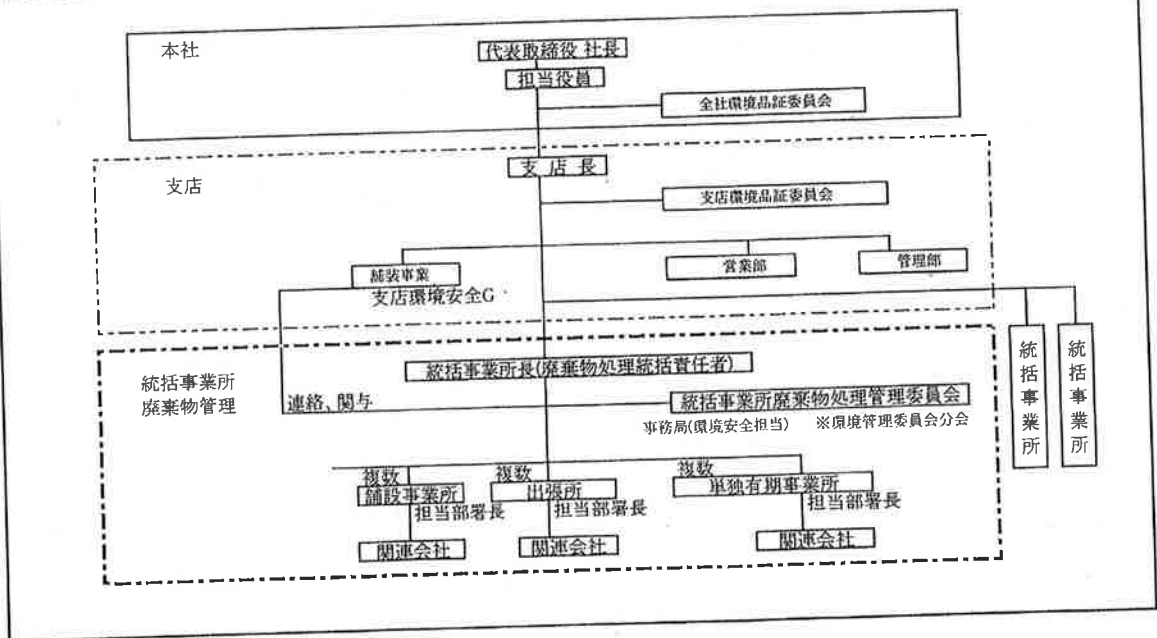 本社
代表取締役 社長
担当役員
全社環境品証委員会
支店
支 店 長
支店環境品証委員会
舗装事業
営業部
管理部
支店環境安全G
統括事業所
統括事業所
統括事業所長(廃棄物処理統括責任者)
統括事業所
廃棄物管理
連絡、関与
統括事業所廃棄物処理管理委員会
事務局(環境安全担当) ※環境管理委員会分会
複数
複数
複数
舗設事業所
出張所
単独有期事業所
担当部署長
担当部署長
担当部署長
関連会社
関連会社
関連会社